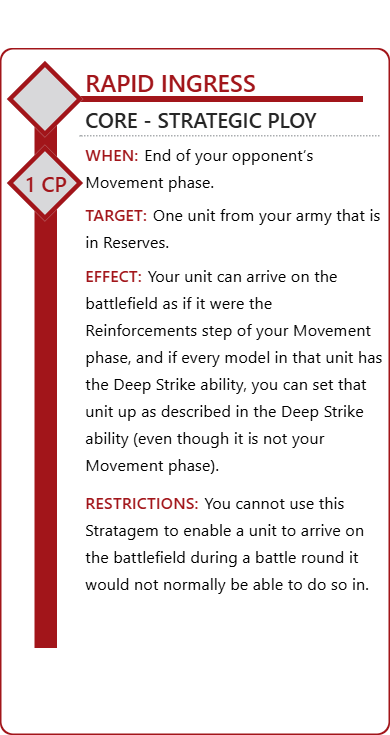 RAPID INGRESS
CORE - STRATEGIC PLOY
1 CP
WHEN: End of your opponent’s
Movement phase.
TARGET: One unit from your army that is
in Reserves.
EFFECT: Your unit can arrive on the
battlefield as if it were the
Reinforcements step of your Movement
phase, and if every model in that unit has
the Deep Strike ability, you can set that
unit up as described in the Deep Strike
ability (even though it is not your
Movement phase).
RESTRICTIONS: You cannot use this
Stratagem to enable a unit to arrive on
the battlefield during a battle round it
would not normally be able to do so in.